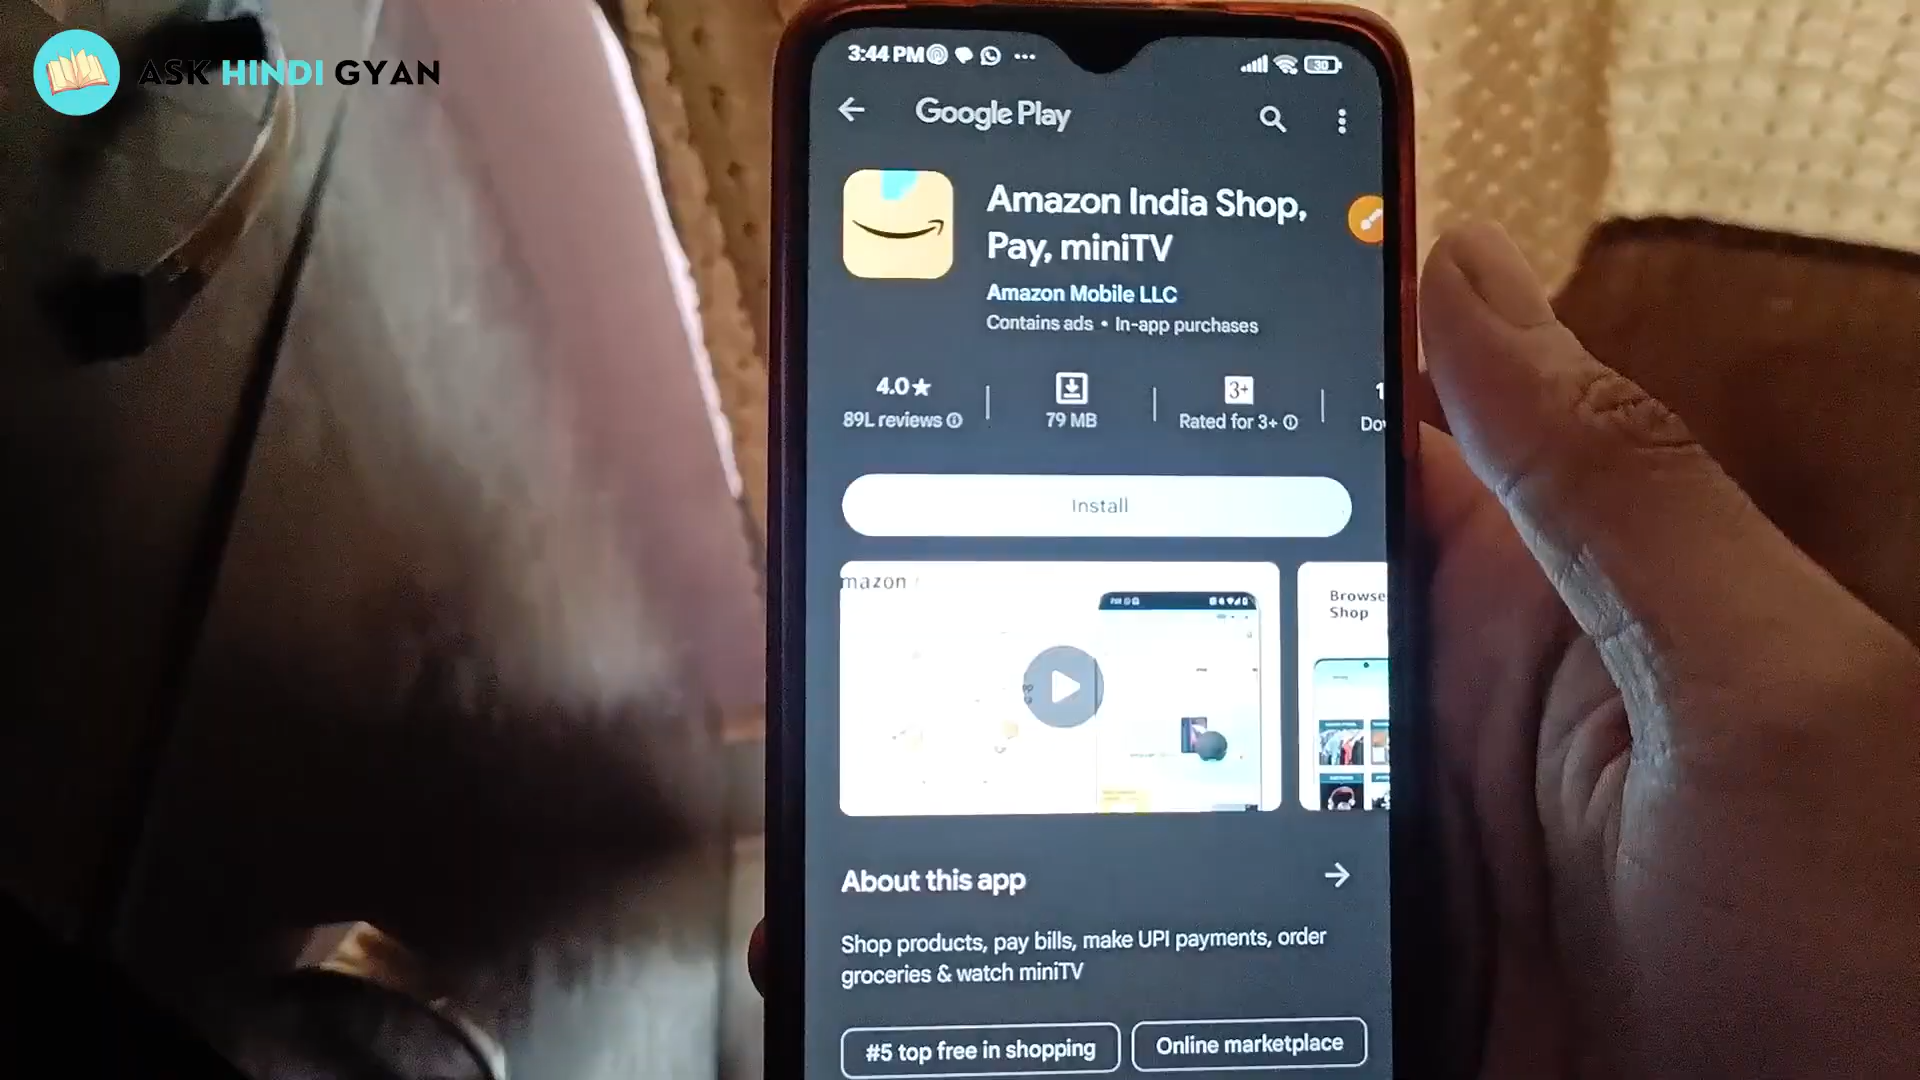 ASK HINDI GYAN
3:44 PM ... 30
Google Play
Amazon India Shop,
Pay, miniTV
Amazon Mobile LLC
Contains ads • In-app purchases
4.0★
3+
89L reviews
79 MB
Rated for 3+
Install
mazon
Browse
Shop
About this app
Shop products, pay bills, make UPI payments, order
groceries & watch miniTV
#5 top free in shopping
Online marketplace